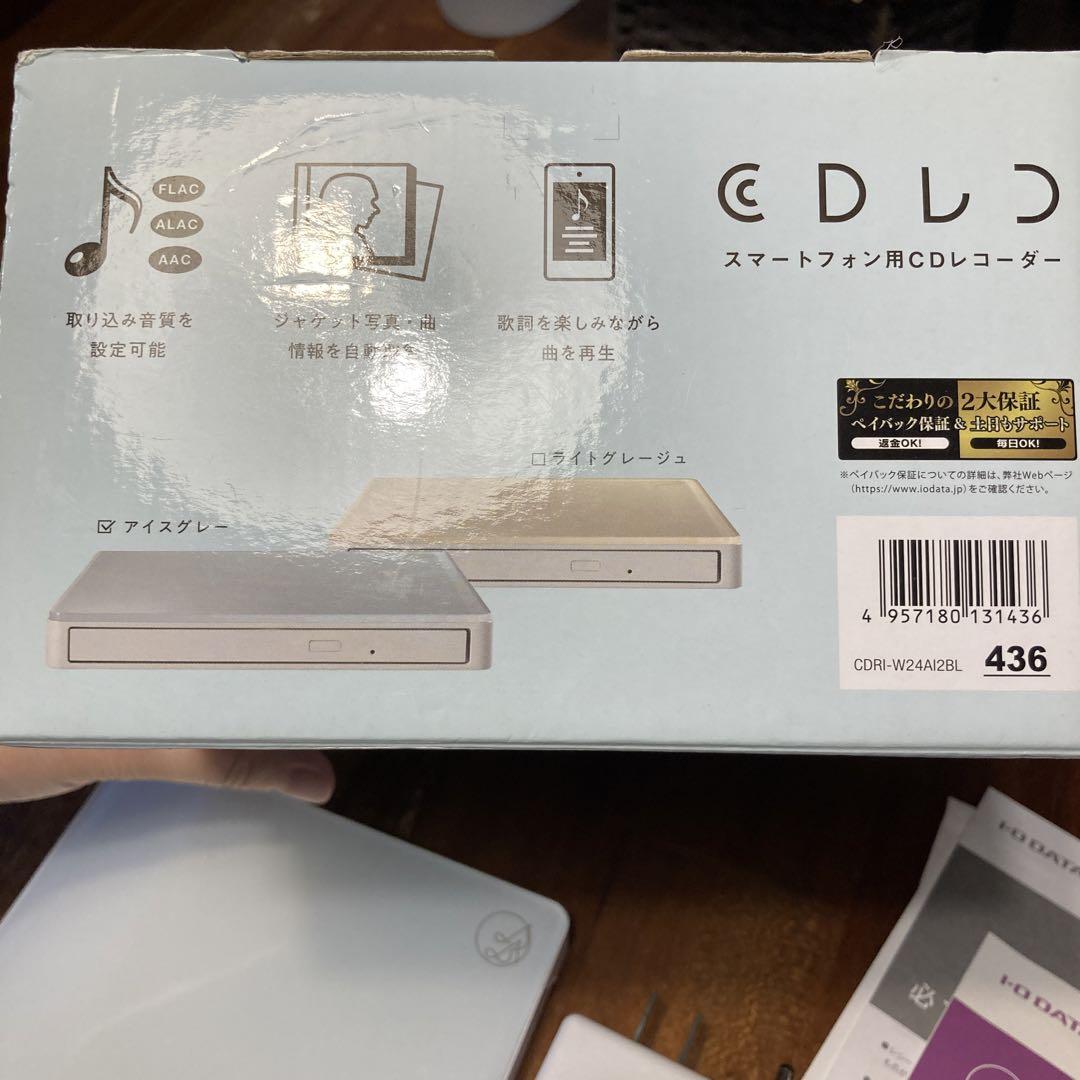 FLAC
ALAC
AAC
取り込み音質を
設定可能
ジャケット写真・曲
情報を自動
歌詞を楽しみながら
曲を再生
CDレコ
スマートフォン用CDレコーダー
こだわりの 2大保証
ペイバック保証 & 土日もサポート
返金OK! 毎日OK!
※ペイバック保証についての詳細は、弊社Webページ
(https://www.iodata.jp)をご確認ください。
□ライトグレージュ
☑アイスグレー
4 957180 131436
CDRI-W24AI2BL 436
I-O DATA
必
I-O DATA